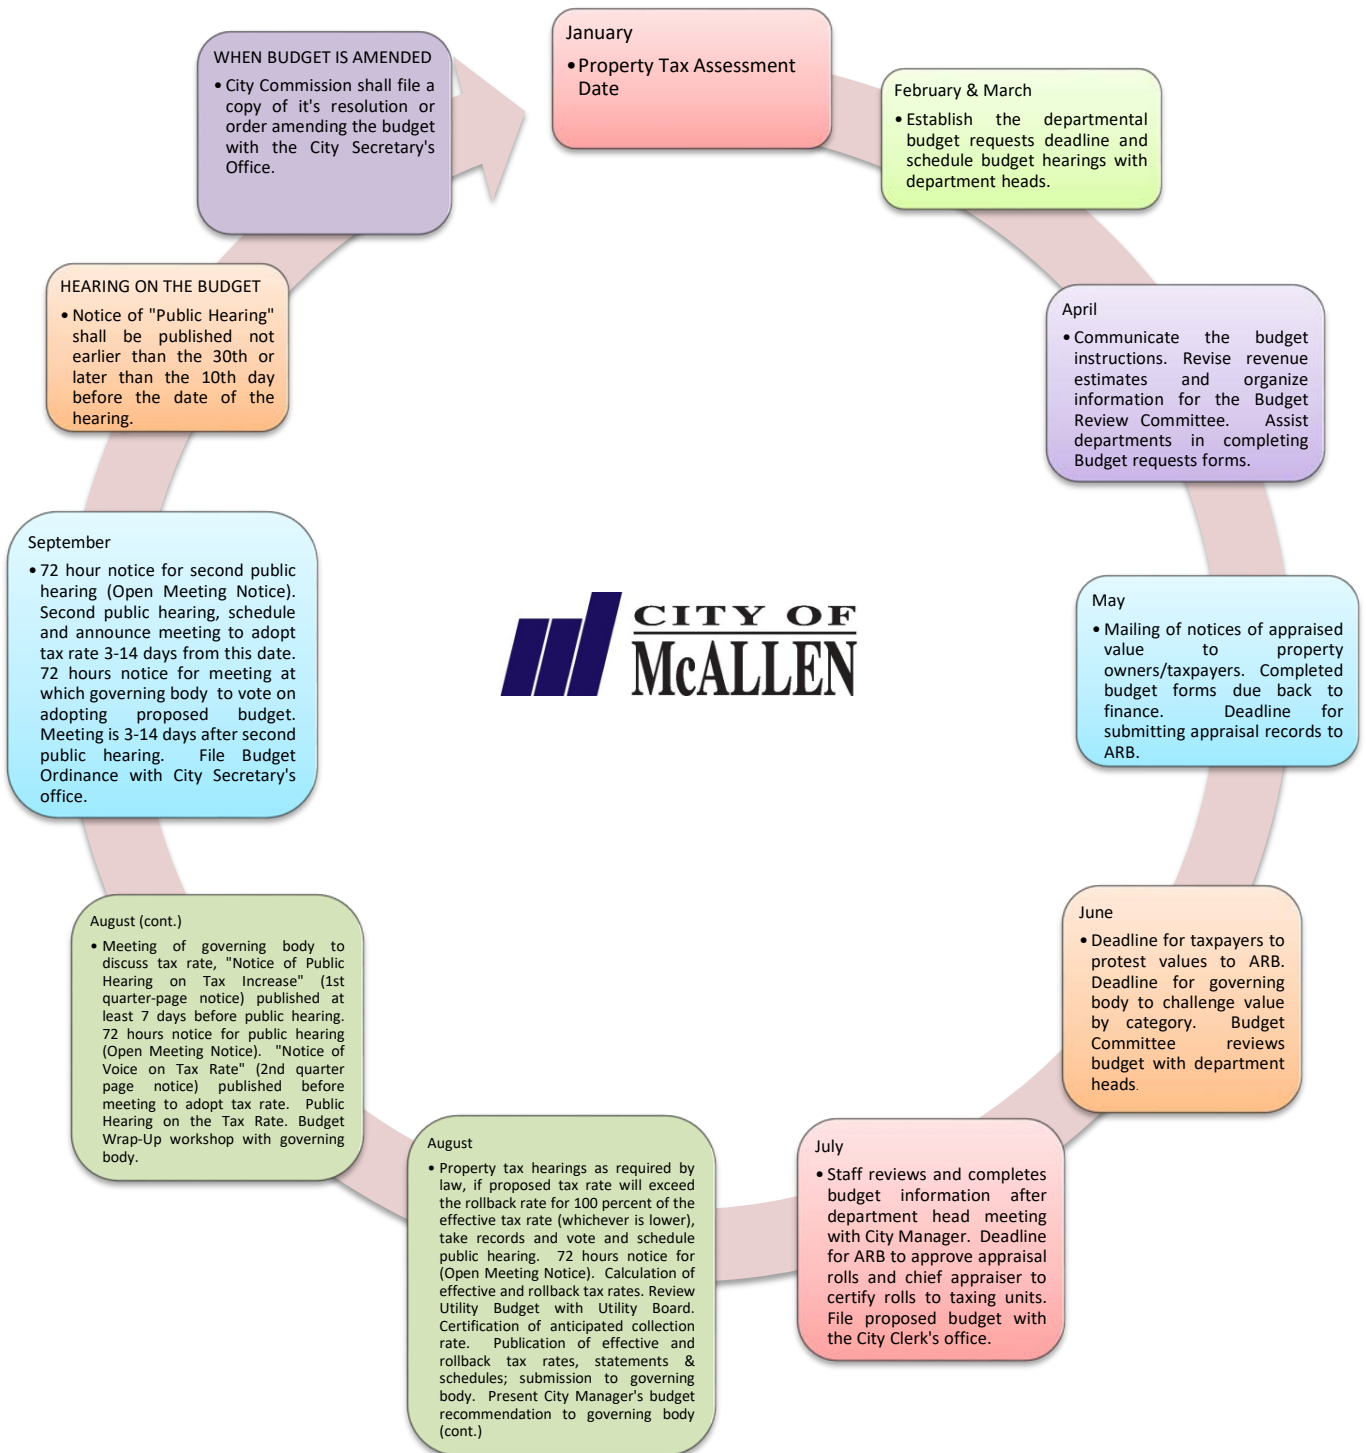 January
•Property Tax Assessment
Date
February & March
• Establish the departmental
budget requests deadline and
schedule budget hearings with
department heads.
April
•Communicate the budget
instructions. Revise revenue
estimates and organize
information for the Budget
Review Committee. Assist
departments in completing
Budget requests forms.
May
• Mailing of notices of appraised
value to property
owners/taxpayers. Completed
budget forms due back to
finance. Deadline for
submitting appraisal records to
ARB.
June
• Deadline for taxpayers to
protest values to ARB.
Deadline for governing
body to challenge value
by category. Budget
Committee reviews
budget with department
heads.
July
• Staff reviews and completes
budget information after
department head meeting
with City Manager. Deadline
for ARB to approve appraisal
rolls and chief appraiser to
certify rolls to taxing units.
File proposed budget with
the City Clerk's office.
August
• Property tax hearings as required by
law, if proposed tax rate will exceed
the rollback rate for 100 percent of the
effective tax rate (whichever is lower),
take records and vote and schedule
public hearing. 72 hours notice for
(Open Meeting Notice). Calculation of
effective and rollback tax rates. Review
Utility Budget with Utility Board.
Certification of anticipated collection
rate. Publication of effective and
rollback tax rates, statements &
schedules; submission to governing
body. Present City Manager's budget
recommendation to governing body
(cont.)
August (cont.)
• Meeting of governing body to
discuss tax rate, "Notice of Public
Hearing on Tax Increase" (1st
quarter-page notice) published at
least 7 days before public hearing.
72 hours notice for public hearing
(Open Meeting Notice). "Notice of
Voice on Tax Rate" (2nd quarter
page notice) published before
meeting to adopt tax rate. Public
Hearing on the Tax Rate. Budget
Wrap-Up workshop with governing
body.
September
• 72 hour notice for second public
hearing (Open Meeting Notice).
Second public hearing, schedule
and announce meeting to adopt
tax rate 3-14 days from this date.
72 hours notice for meeting at
which governing body to vote on
adopting proposed budget.
Meeting is 3-14 days after second
public hearing. File Budget
Ordinance with City Secretary's
office.
HEARING ON THE BUDGET
• Notice of "Public Hearing"
shall be published not
earlier than the 30th or
later than the 10th day
before the date of the
hearing.
WHEN BUDGET IS AMENDED
• City Commission shall file a
copy of it's resolution or
order amending the budget
with the City Secretary's
Office.
CITY OF
McALLEN